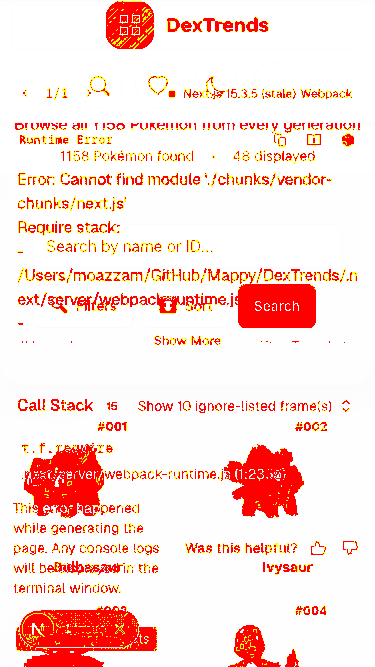 DexTrends
1/1
Next.js 15.3.5 (stale) Webpack
Browse all 1158 Pokémon from every generation
Runtime Error
1158 Pokémon found · 48 displayed
Error: Cannot find module './chunks/vendor-
chunks/next.js'
Require stack:
-
Search by name or ID...
/Users/moazzam/GitHub/Mappy/DexTrends/.n
ext/server/webpack-runtime.js
Filters
Sort
Search
-
Show More
Call Stack 15
Show 10 ignore-listed frame(s)
#001
#002
t.f.require
.next/server/webpack-runtime.js
This error happened
while generating the
page. Any console logs
will be displayed in the
terminal window.
Was this helpful?
Bulbasaur
Ivysaur
#003
#004
N